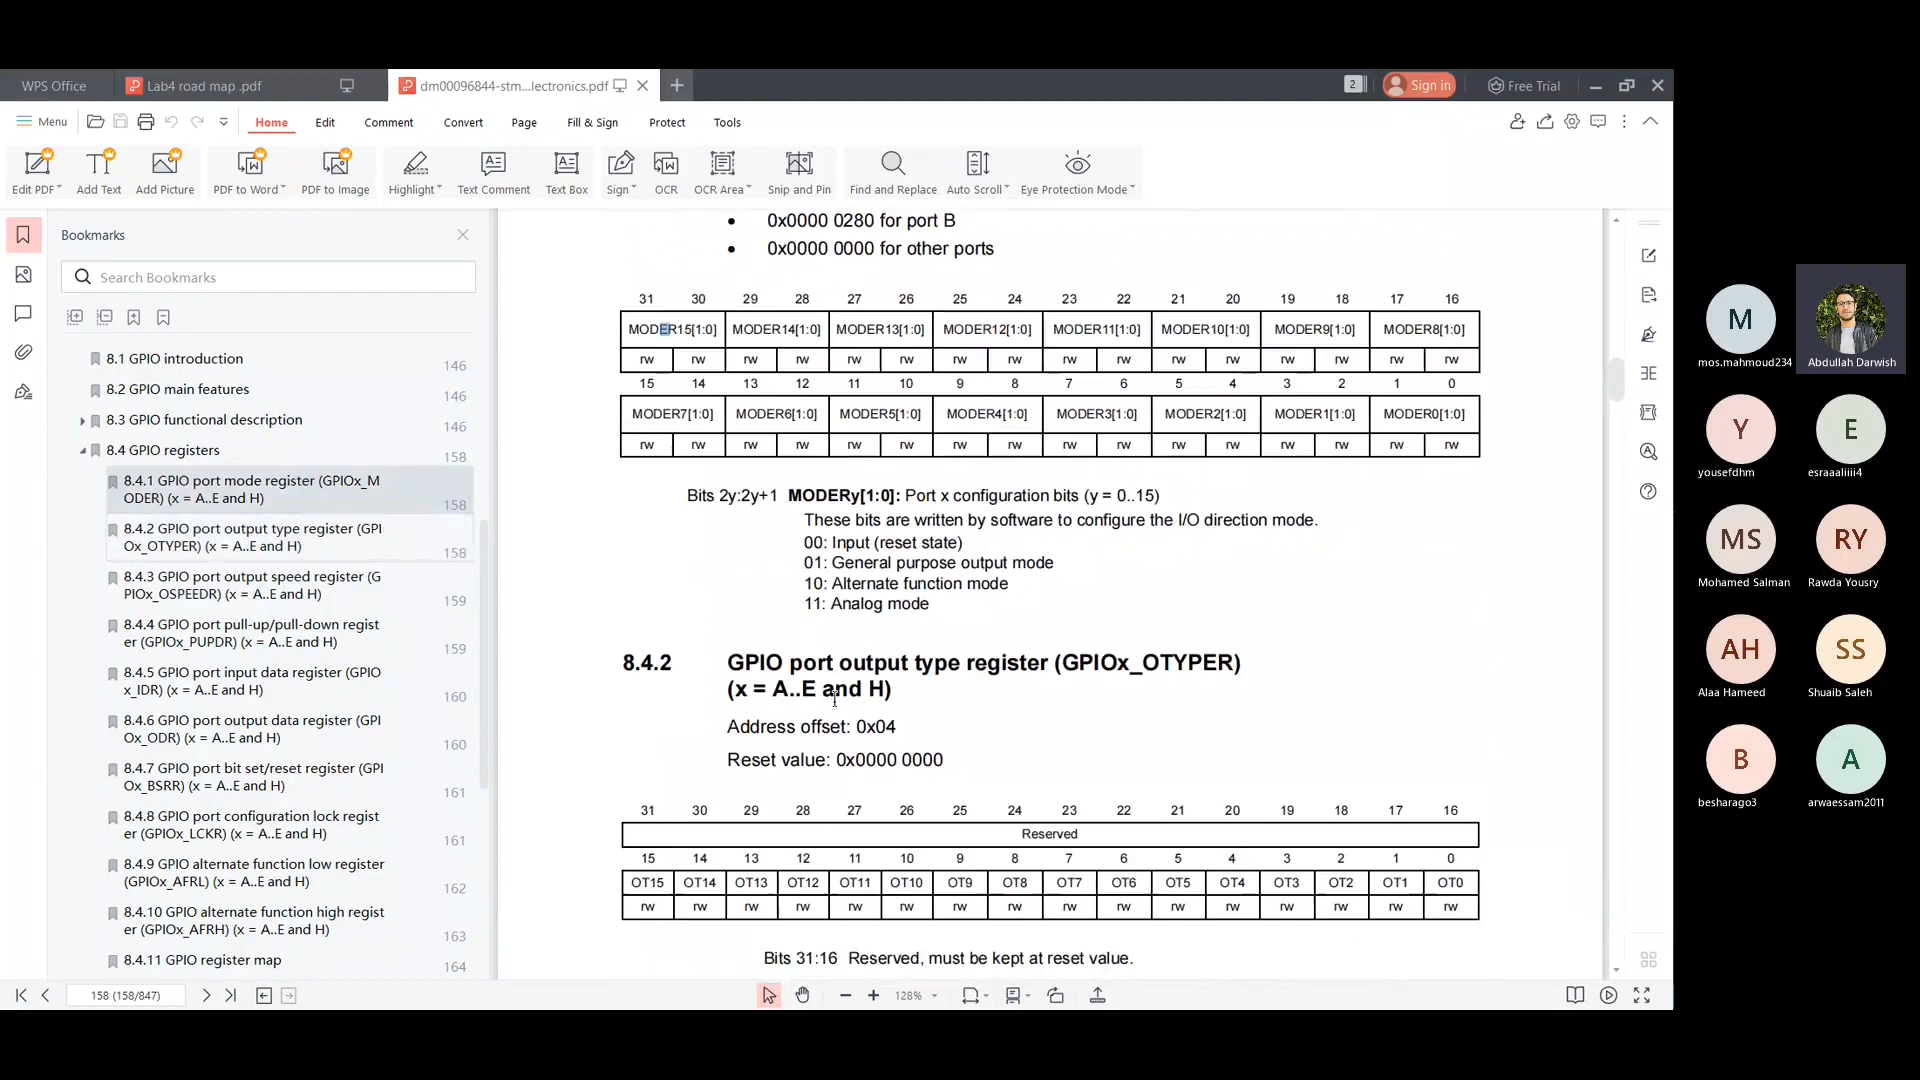 WPS Office
Lab4 road map .pdf
dm00096844-stm...lectronics.pdf
2
Sign in
Free Trial
Menu
Home
Edit
Comment
Convert
Page
Fill & Sign
Protect
Tools
Edit PDF
Add Text
Add Picture
PDF to Word
PDF to Image
Highlight
Text Comment
Text Box
Sign
OCR
OCR Area
Snip and Pin
Find and Replace
Auto Scroll
Eye Protection Mode
Bookmarks
Search Bookmarks
8.1 GPIO introduction 146
8.2 GPIO main features 146
8.3 GPIO functional description 146
8.4 GPIO registers 158
8.4.1 GPIO port mode register (GPIOx_M
ODER) (x = A..E and H) 158
8.4.2 GPIO port output type register (GPI
Ox_OTYPER) (x = A..E and H) 158
8.4.3 GPIO port output speed register (G
PIOx_OSPEEDR) (x = A..E and H) 159
8.4.4 GPIO port pull-up/pull-down regist
er (GPIOx_PUPDR) (x = A..E and H) 159
8.4.5 GPIO port input data register (GPIO
x_IDR) (x = A..E and H) 160
8.4.6 GPIO port output data register (GPI
Ox_ODR) (x = A..E and H) 160
8.4.7 GPIO port bit set/reset register (GPI
Ox_BSRR) (x = A..E and H) 161
8.4.8 GPIO port configuration lock regist
er (GPIOx_LCKR) (x = A..E and H) 161
8.4.9 GPIO alternate function low register
(GPIOx_AFRL) (x = A..E and H) 162
8.4.10 GPIO alternate function high regist
er (GPIOx_AFRH) (x = A..E and H) 163
8.4.11 GPIO register map 164
• 0x0000 0280 for port B
• 0x0000 0000 for other ports
31 30 29 28 27 26 25 24 23 22 21 20 19 18 17 16
MODER15[1:0] MODER14[1:0] MODER13[1:0] MODER12[1:0] MODER11[1:0] MODER10[1:0] MODER9[1:0] MODER8[1:0]
rw rw rw rw rw rw rw rw rw rw rw rw rw rw rw rw
15 14 13 12 11 10 9 8 7 6 5 4 3 2 1 0
MODER7[1:0] MODER6[1:0] MODER5[1:0] MODER4[1:0] MODER3[1:0] MODER2[1:0] MODER1[1:0] MODER0[1:0]
rw rw rw rw rw rw rw rw rw rw rw rw rw rw rw rw
Bits 2y:2y+1 MODERy[1:0]: Port x configuration bits (y = 0..15)
These bits are written by software to configure the I/O direction mode.
00: Input (reset state)
01: General purpose output mode
10: Alternate function mode
11: Analog mode
8.4.2 GPIO port output type register (GPIOx_OTYPER)
(x = A..E and H)
Address offset: 0x04
Reset value: 0x0000 0000
31 30 29 28 27 26 25 24 23 22 21 20 19 18 17 16
Reserved
15 14 13 12 11 10 9 8 7 6 5 4 3 2 1 0
OT15 OT14 OT13 OT12 OT11 OT10 OT9 OT8 OT7 OT6 OT5 OT4 OT3 OT2 OT1 OT0
rw rw rw rw rw rw rw rw rw rw rw rw rw rw rw rw
Bits 31:16 Reserved, must be kept at reset value.
158 (158/847)
128%
M
mos.mahmoud234
Abdullah Darwish
Y
yousefdhm
E
esraaaliiii4
MS
Mohamed Salman
RY
Rawda Yousry
AH
Alaa Hameed
SS
Shuaib Saleh
B
besharago3
A
arwaessam2011